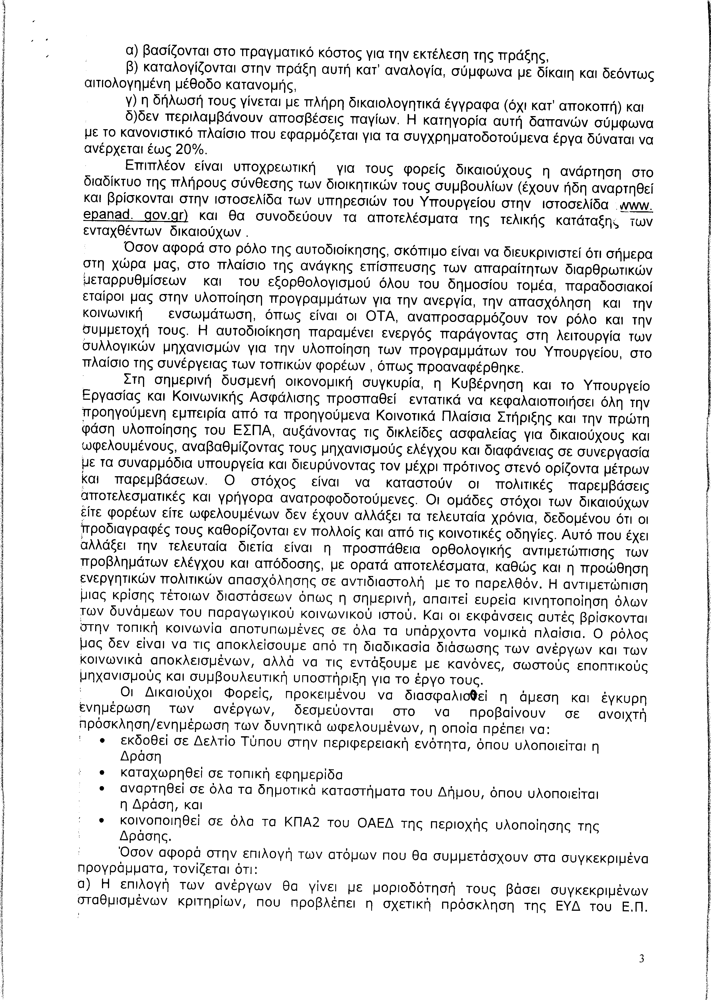 α) βασίζονται στο πραγματικό κόστος για την εκτέλεση της πράξης,
β) καταλογίζονται στην πράξη αυτή κατ’ αναλογία, σύμφωνα με δίκαιη και δεόντως
αιτιολογημένη μέθοδο κατανομής,
γ) η δήλωσή τους γίνεται με πλήρη δικαιολογητικά έγγραφα (όχι κατ’ αποκοπή) και
δ)δεν περιλαμβάνουν αποσβέσεις παγίων. Η κατηγορία αυτή δαπανών σύμφωνα
με το κανονιστικό πλαίσιο που εφαρμόζεται για τα συγχρηματοδοτούμενα έργα δύναται να
ανέρχεται έως 20%.
Επιπλέον είναι υποχρεωτική για τους φορείς δικαιούχους η ανάρτηση στο
διαδίκτυο της πλήρους σύνθεσης των διοικητικών τους συμβουλίων (έχουν ήδη αναρτηθεί
και βρίσκονται στην ιστοσελίδα των υπηρεσιών του Υπουργείου στην ιστοσελίδα www.
epanad. gov.gr) και θα συνοδεύουν τα αποτελέσματα της τελικής κατάταξης των
ενταχθέντων δικαιούχων .
Όσον αφορά στο ρόλο της αυτοδιοίκησης, σκόπιμο είναι να διευκρινιστεί ότι σήμερα
στη χώρα μας, στο πλαίσιο της ανάγκης επίσπευσης των απαραίτητων διαρθρωτικών
μεταρρυθμίσεων και του εξορθολογισμού όλου του δημοσίου τομέα, παραδοσιακοί
εταίροι μας στην υλοποίηση προγραμμάτων για την ανεργία, την απασχόληση και την
κοινωνική ενσωμάτωση, όπως είναι οι ΟΤΑ, αναπροσαρμόζουν τον ρόλο και την
συμμετοχή τους. Η αυτοδιοίκηση παραμένει ενεργός παράγοντας στη λειτουργία των
συλλογικών μηχανισμών για την υλοποίηση των προγραμμάτων του Υπουργείου, στο
πλαίσιο της συνέργειας των τοπικών φορέων , όπως προαναφέρθηκε.
Στη σημερινή δυσμενή οικονομική συγκυρία, η Κυβέρνηση και το Υπουργείο
Εργασίας και Κοινωνικής Ασφάλισης προσπαθεί εντατικά να κεφαλαιοποιήσει όλη την
προηγούμενη εμπειρία από τα προηγούμενα Κοινοτικά Πλαίσια Στήριξης και την πρώτη
φάση υλοποίησης του ΕΣΠΑ, αυξάνοντας τις δικλείδες ασφαλείας για δικαιούχους και
ωφελουμένους, αναβαθμίζοντας τους μηχανισμούς ελέγχου και διαφάνειας σε συνεργασία
με τα συναρμόδια υπουργεία και διευρύνοντας τον μέχρι πρότινος στενό ορίζοντα μέτρων
και παρεμβάσεων. Ο στόχος είναι να καταστούν οι πολιτικές παρεμβάσεις
αποτελεσματικές και γρήγορα ανατροφοδοτούμενες. Οι ομάδες στόχοι των δικαιούχων
είτε φορέων είτε ωφελουμένων δεν έχουν αλλάξει τα τελευταία χρόνια, δεδομένου ότι οι
προδιαγραφές τους καθορίζονται εν πολλοίς και από τις κοινοτικές οδηγίες. Αυτό που έχει
αλλάξει την τελευταία διετία είναι η προσπάθεια ορθολογικής αντιμετώπισης των
προβλημάτων ελέγχου και απόδοσης, με ορατά αποτελέσματα, καθώς και η προώθηση
ενεργητικών πολιτικών απασχόλησης σε αντιδιαστολή με το παρελθόν. Η αντιμετώπιση
μιας κρίσης τέτοιων διαστάσεων όπως η σημερινή, απαιτεί ευρεία κινητοποίηση όλων
των δυνάμεων του παραγωγικού κοινωνικού ιστού. Και οι εκφάνσεις αυτές βρίσκονται
στην τοπική κοινωνία αποτυπωμένες σε όλα τα υπάρχοντα νομικά πλαίσια. Ο ρόλος
μας δεν είναι να τις αποκλείσουμε από τη διαδικασία διάσωσης των ανέργων και των
κοινωνικά αποκλεισμένων, αλλά να τις εντάξουμε με κανόνες, σωστούς εποπτικούς
μηχανισμούς και συμβουλευτική υποστήριξη για το έργο τους.
Οι Δικαιούχοι Φορείς, προκειμένου να διασφαλισθεί η άμεση και έγκυρη
ενημέρωση των ανέργων, δεσμεύονται στο να προβαίνουν σε ανοιχτή
πρόσκληση/ενημέρωση των δυνητικά ωφελουμένων, η οποία πρέπει να:
• εκδοθεί σε Δελτίο Τύπου στην περιφερειακή ενότητα, όπου υλοποιείται η
Δράση
• καταχωρηθεί σε τοπική εφημερίδα
• αναρτηθεί σε όλα τα δημοτικά καταστήματα του Δήμου, όπου υλοποιείται
η Δράση, και
• κοινοποιηθεί σε όλα τα ΚΠΑ2 του ΟΑΕΔ της περιοχής υλοποίησης της
Δράσης.
Όσον αφορά στην επιλογή των ατόμων που θα συμμετάσχουν στα συγκεκριμένα
προγράμματα, τονίζεται ότι:
α) Η επιλογή των ανέργων θα γίνει με μοριοδότησή τους βάσει συγκεκριμένων
σταθμισμένων κριτηρίων, που προβλέπει η σχετική πρόσκληση της ΕΥΔ του Ε.Π.
3